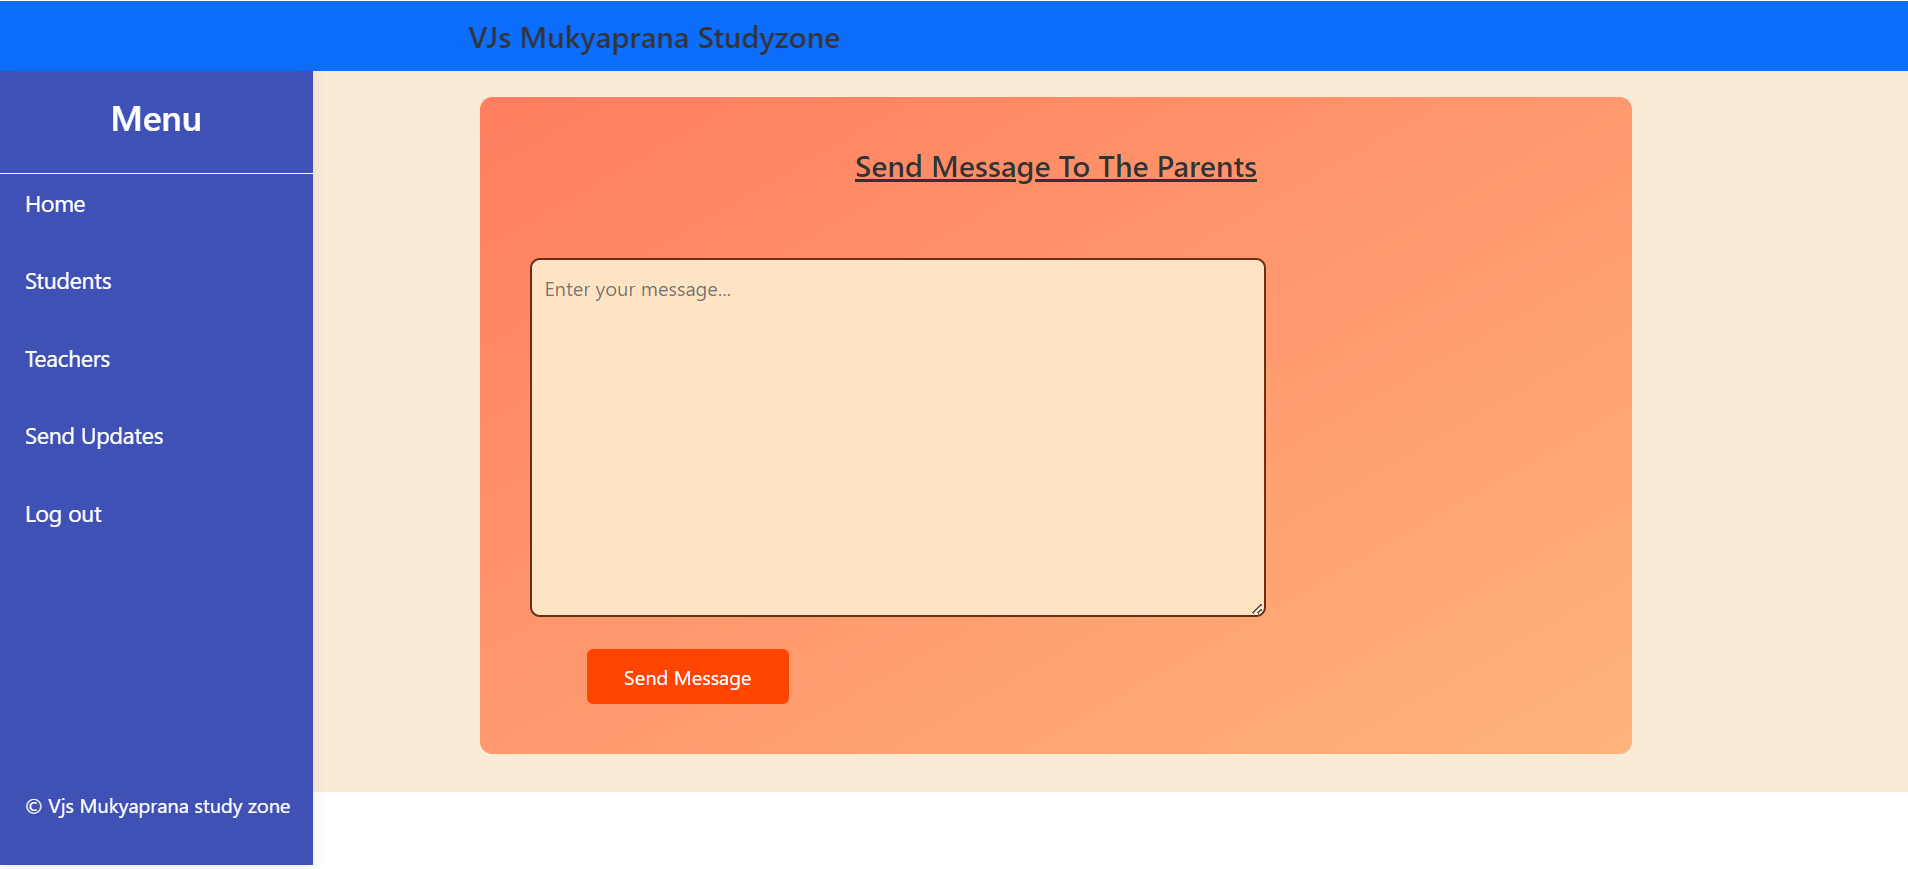 VJs Mukyaprana Studyzone
Menu
Home
Students
Teachers
Send Updates
Log out
© Vjs Mukyaprana study zone
Send Message To The Parents
Enter your message...
Send Message